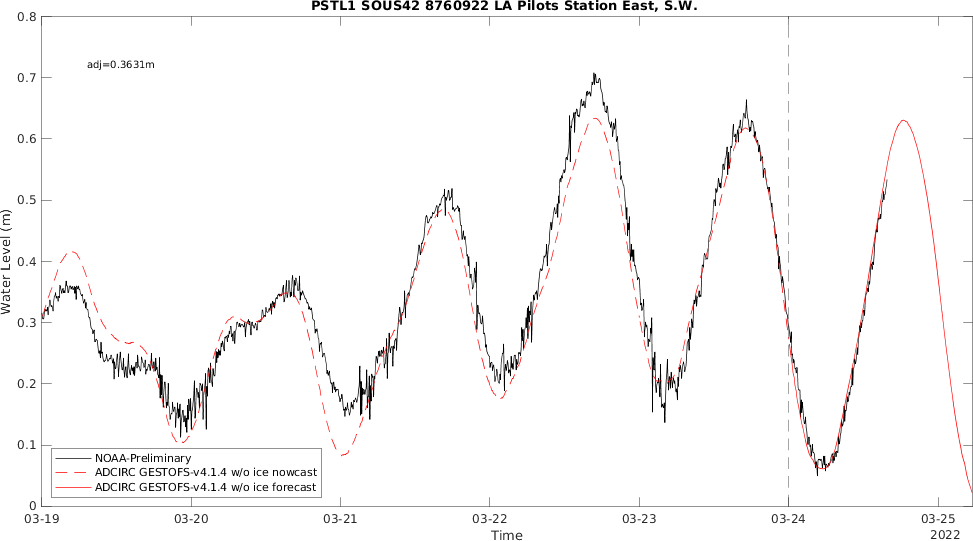 PSTL1 SOUS42 8760922 LA Pilots Station East, S.W.
adj=0.3631m
0.8
0.7
0.6
0.5
0.4
0.3
0.2
0.1
0
Water Level (m)
NOAA-Preliminary
ADCIRC GESTOFS-v4.1.4 w/o ice nowcast
ADCIRC GESTOFS-v4.1.4 w/o ice forecast
03-19 03-20 03-21 03-22 03-23 03-24 03-25
Time
2022